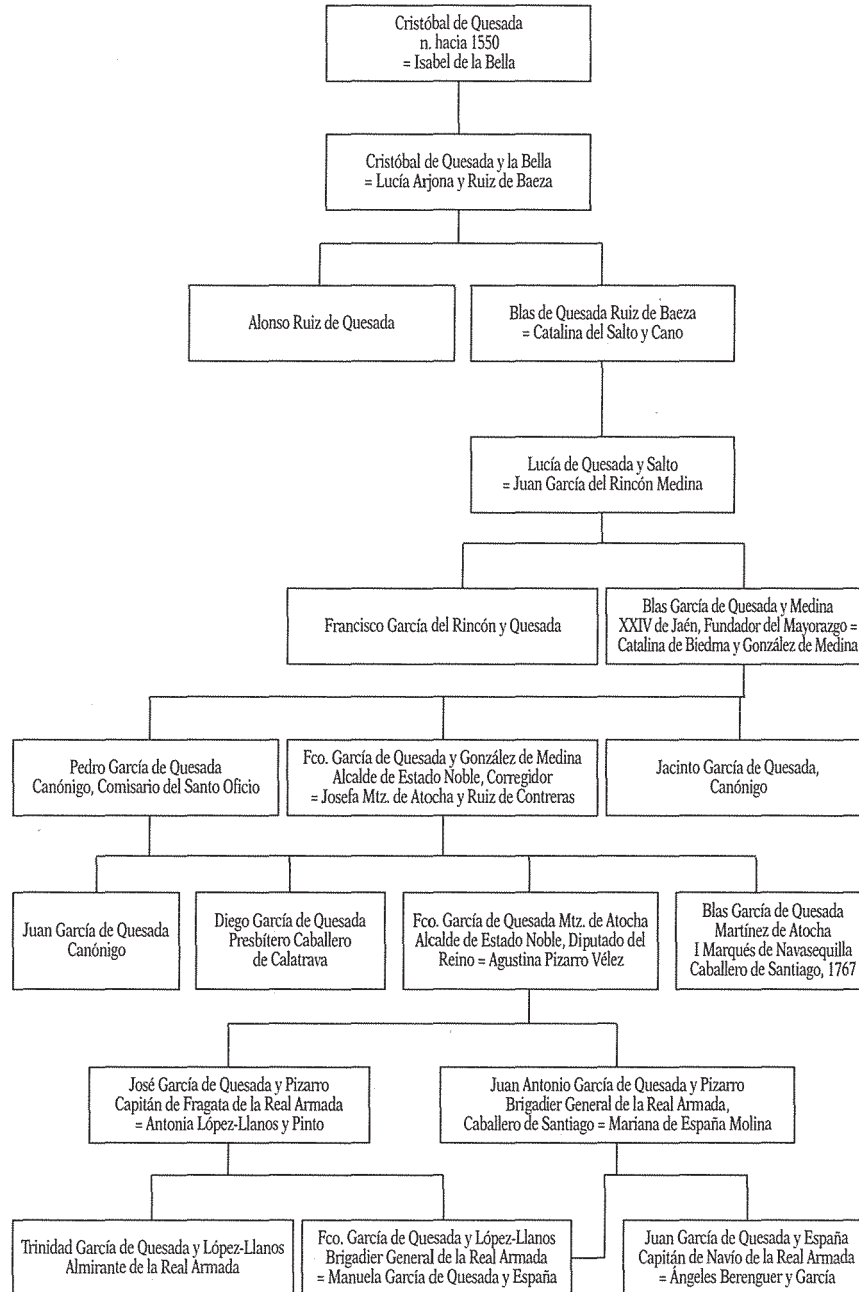 Cristóbal de Quesada
n. hacia 1550
= Isabel de la Bella
Cristóbal de Quesada y la Bella
= Lucía Arjona y Ruiz de Baeza
Alonso Ruiz de Quesada
Blas de Quesada Ruiz de Baeza
= Catalina del Salto y Cano
Lucía de Quesada y Salto
= Juan García del Rincón Medina
Francisco García del Rincón y Quesada
Blas García de Quesada y Medina
XXIV de Jaén, Fundador del Mayorazgo =
Catalina de Biedma y González de Medina
Pedro García de Quesada
Canónigo, Comisario del Santo Oficio
Fco. García de Quesada y González de Medina
Alcalde de Estado Noble, Corregidor
= Josefa Mtz. de Atocha y Ruiz de Contreras
Jacinto García de Quesada,
Canónigo
Juan García de Quesada
Canónigo
Diego García de Quesada
Presbítero Caballero
de Calatrava
Fco. García de Quesada Mtz. de Atocha
Alcalde de Estado Noble, Diputado del
Reino = Agustina Pizarro Vélez
Blas García de Quesada
Martínez de Atocha
I Marqués de Navasequilla
Caballero de Santiago, 1767
José García de Quesada y Pizarro
Capitán de Fragata de la Real Armada
= Antonia López-Llanos y Pinto
Juan Antonio García de Quesada y Pizarro
Brigadier General de la Real Armada,
Caballero de Santiago = Mariana de España Molina
Trinidad García de Quesada y López-Llanos
Almirante de la Real Armada
Fco. García de Quesada y López-Llanos
Brigadier General de la Real Armada
= Manuela García de Quesada y España
Juan García de Quesada y España
Capitán de Navío de la Real Armada
= Ángeles Berenguer y García